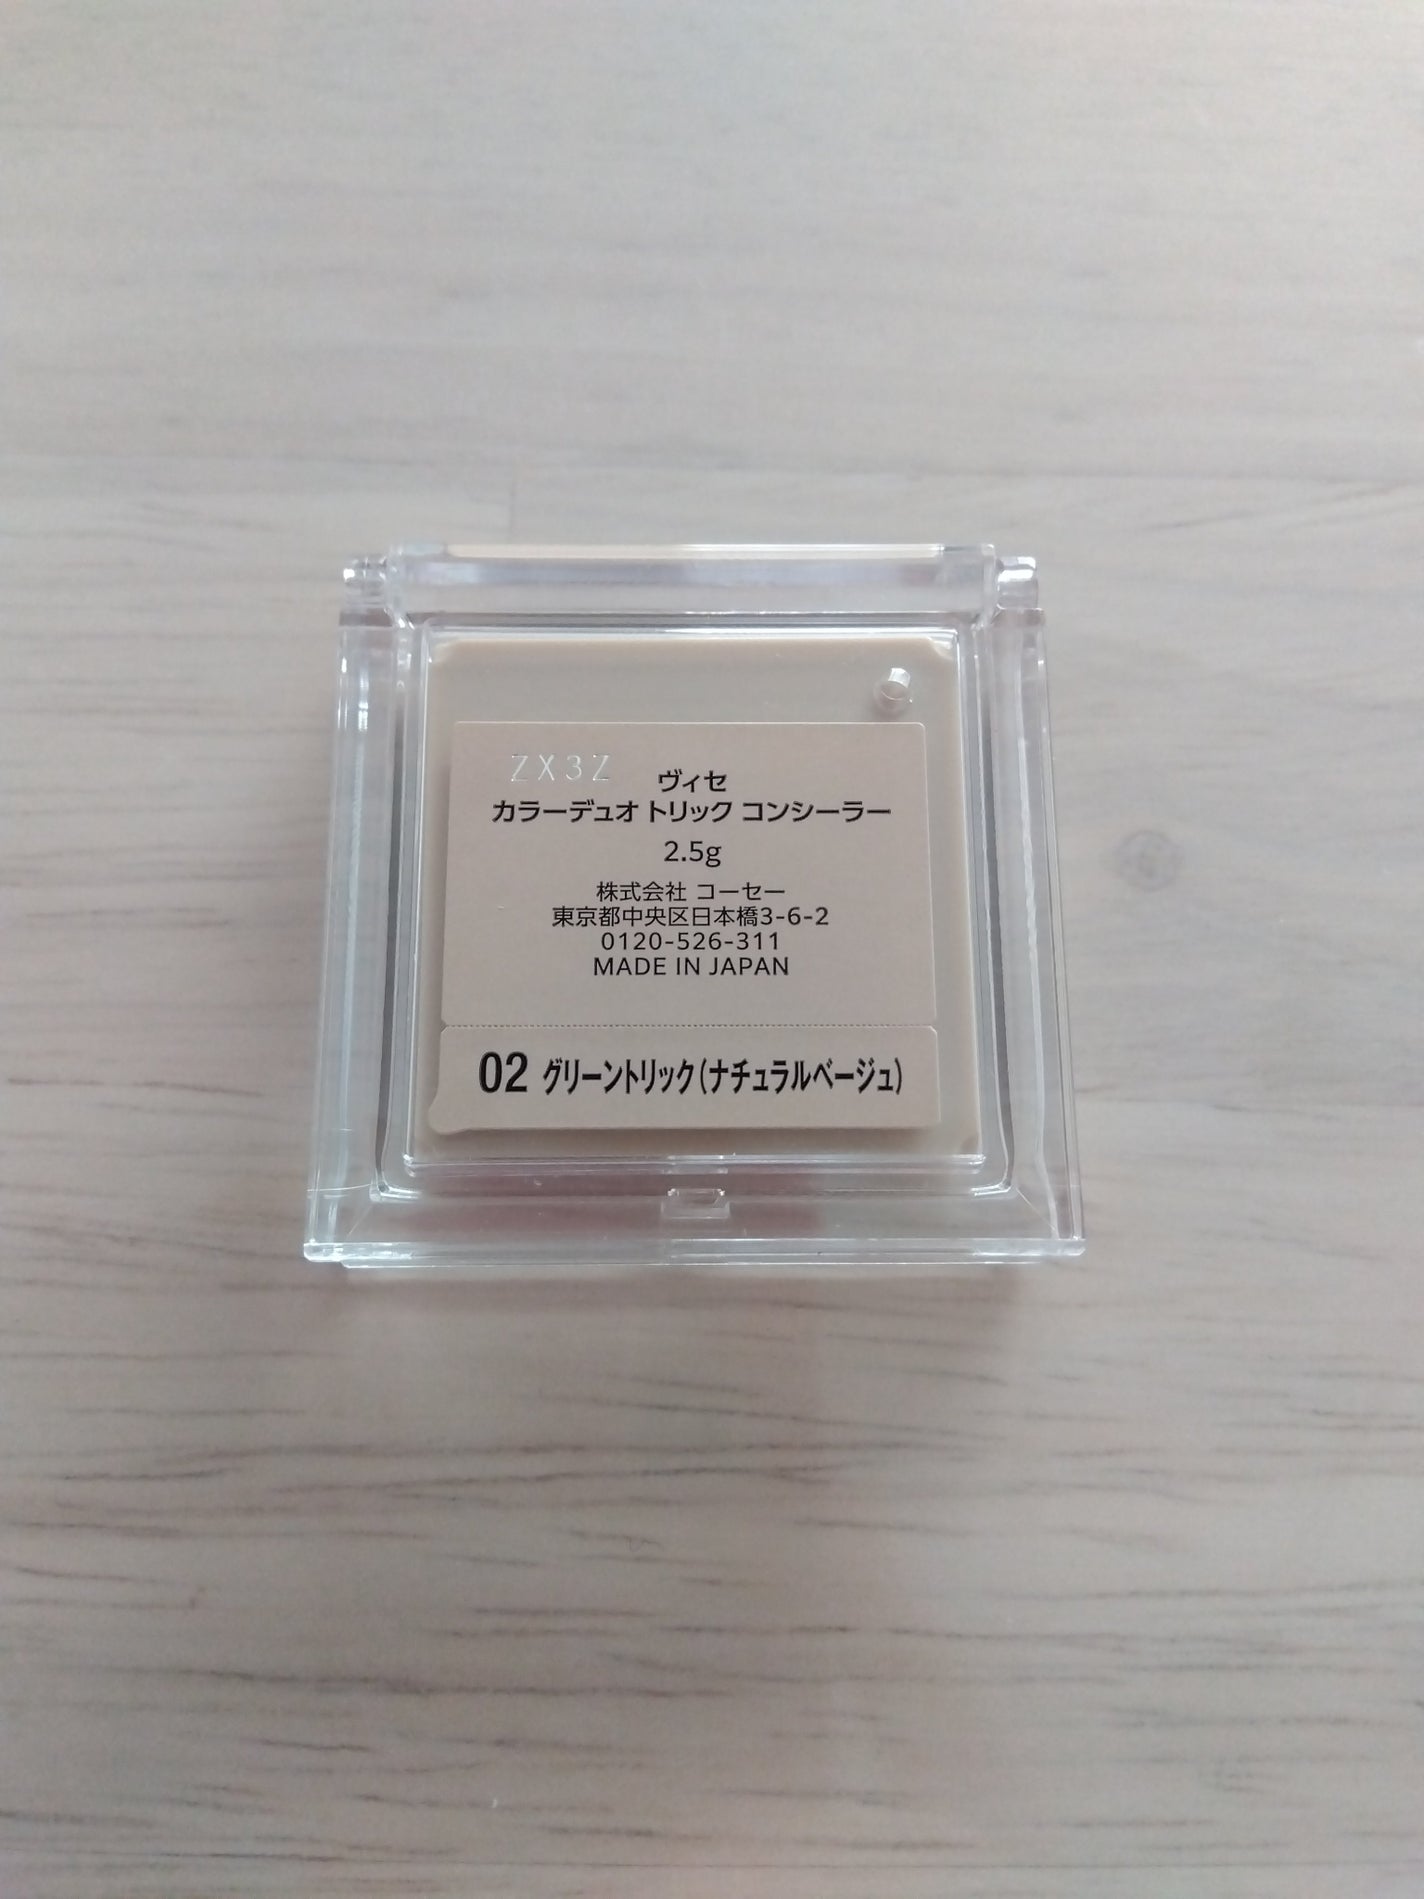 ZX3Z
ヴィセ
カラーデュオ トリック コンシーラー
2.5g
株式会社 コーセー
東京都中央区日本橋3-6-2
0120-526-311
MADE IN JAPAN
02 グリーントリック(ナチュラルベージュ)